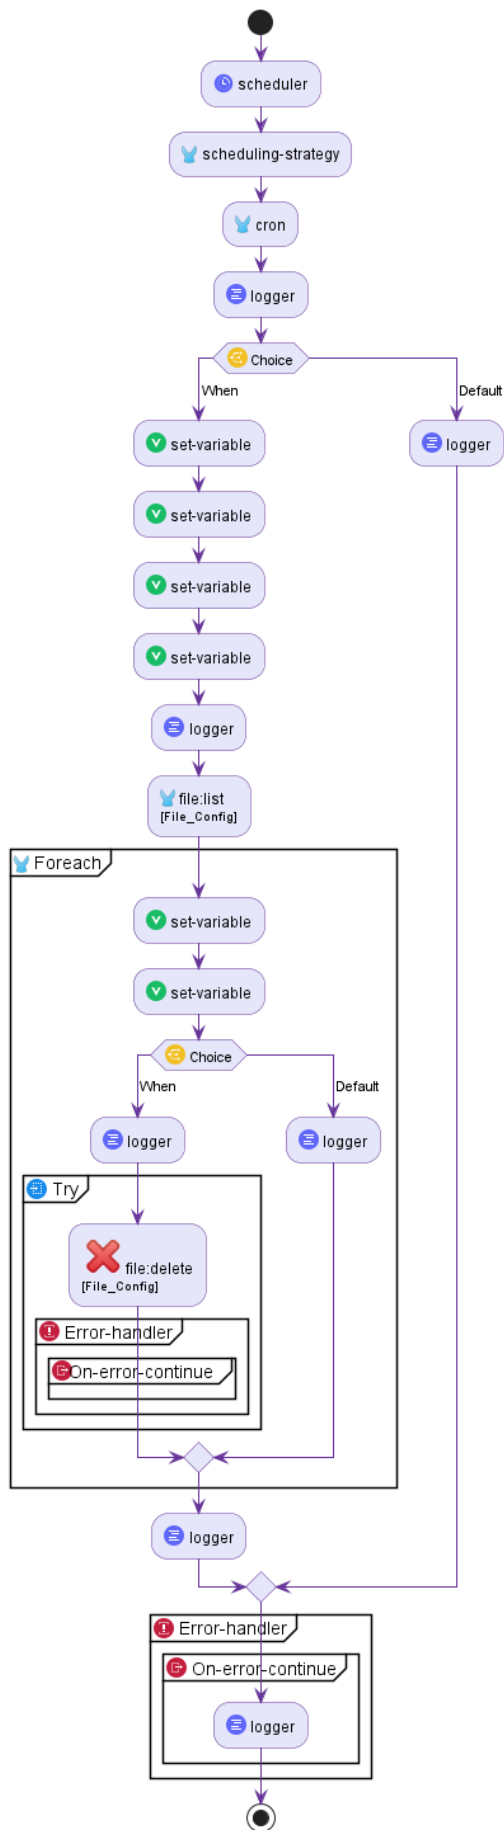 scheduler
scheduling-strategy
cron
logger
Choice
When
Default
set-variable
logger
set-variable
set-variable
set-variable
logger
file:list
[File_Config]
Foreach
set-variable
set-variable
Choice
When
Default
logger
logger
Try
file:delete
[File_Config]
Error-handler
On-error-continue
logger
Error-handler
On-error-continue
logger